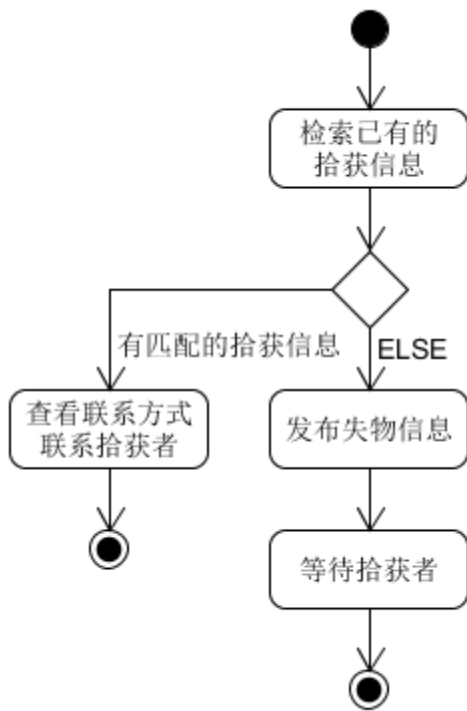 检索已有的
拾获信息
有匹配的拾获信息
ELSE
查看联系方式
联系拾获者
发布失物信息
等待拾获者